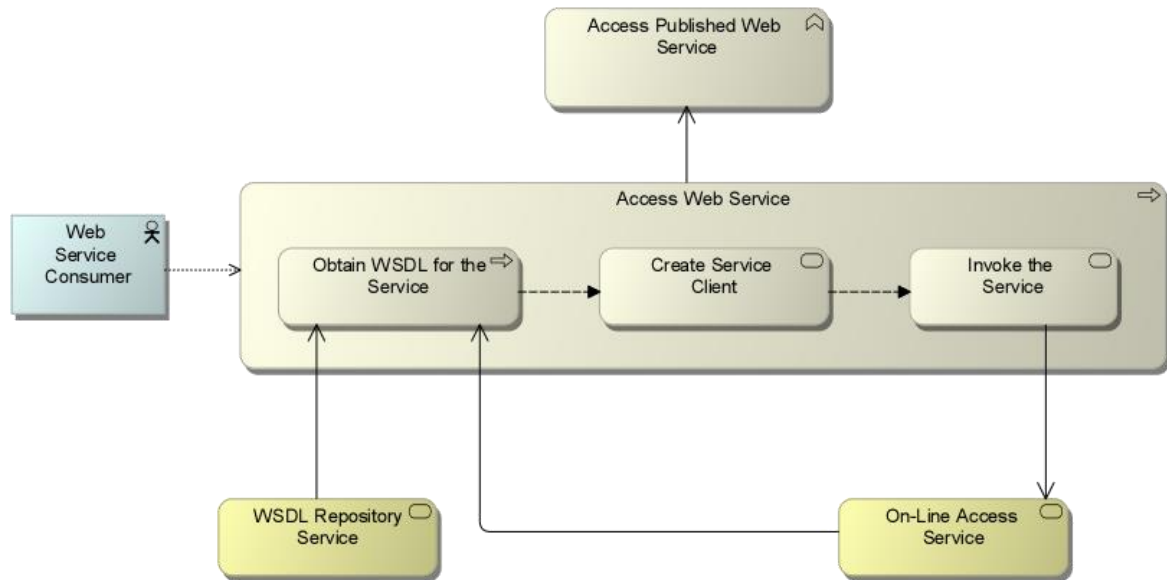 Access Published Web
Service
Access Web Service
Web
Service
Consumer
Obtain WSDL for the
Service
Create Service
Client
Invoke the
Service
WSDL Repository
Service
On-Line Access
Service